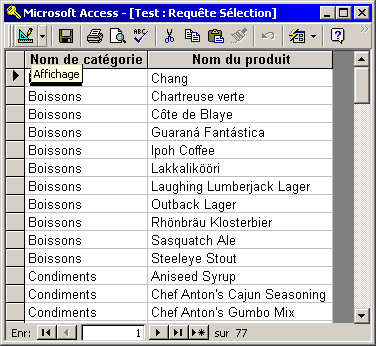 Microsoft Access - [Test : Requête Sélection]
Nom de catégorie Nom du produit
Affichage Chang
Boissons Chartreuse verte
Boissons Côte de Blaye
Boissons Guaraná Fantástica
Boissons Ipoh Coffee
Boissons Lakkalikööri
Boissons Laughing Lumberjack Lager
Boissons Outback Lager
Boissons Rhönbräu Klosterbier
Boissons Sasquatch Ale
Boissons Steeleye Stout
Condiments Aniseed Syrup
Condiments Chef Anton's Cajun Seasoning
Condiments Chef Anton's Gumbo Mix
Enr: 1 sur 77